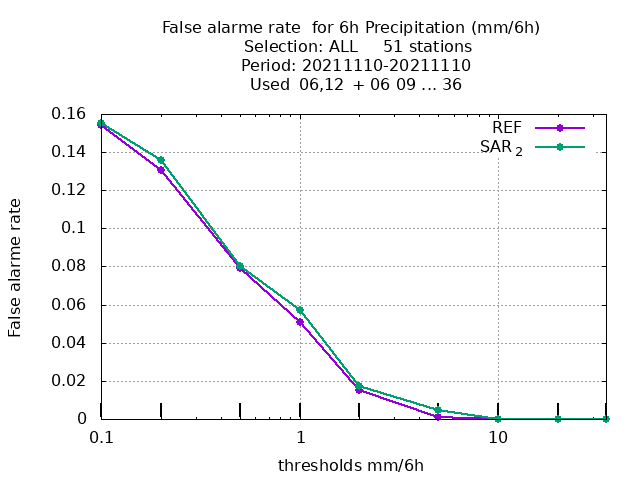 False alarme rate  for 6h Precipitation (mm/6h)
Selection: ALL     51 stations
Period: 20211110-20211110
Used  06,12  + 06 09 ... 36
REF
SAR 2
0.16
0.14
0.12
0.1
0.08
0.06
0.04
0.02
0
False alarme rate
0.1
1
10
thresholds mm/6h